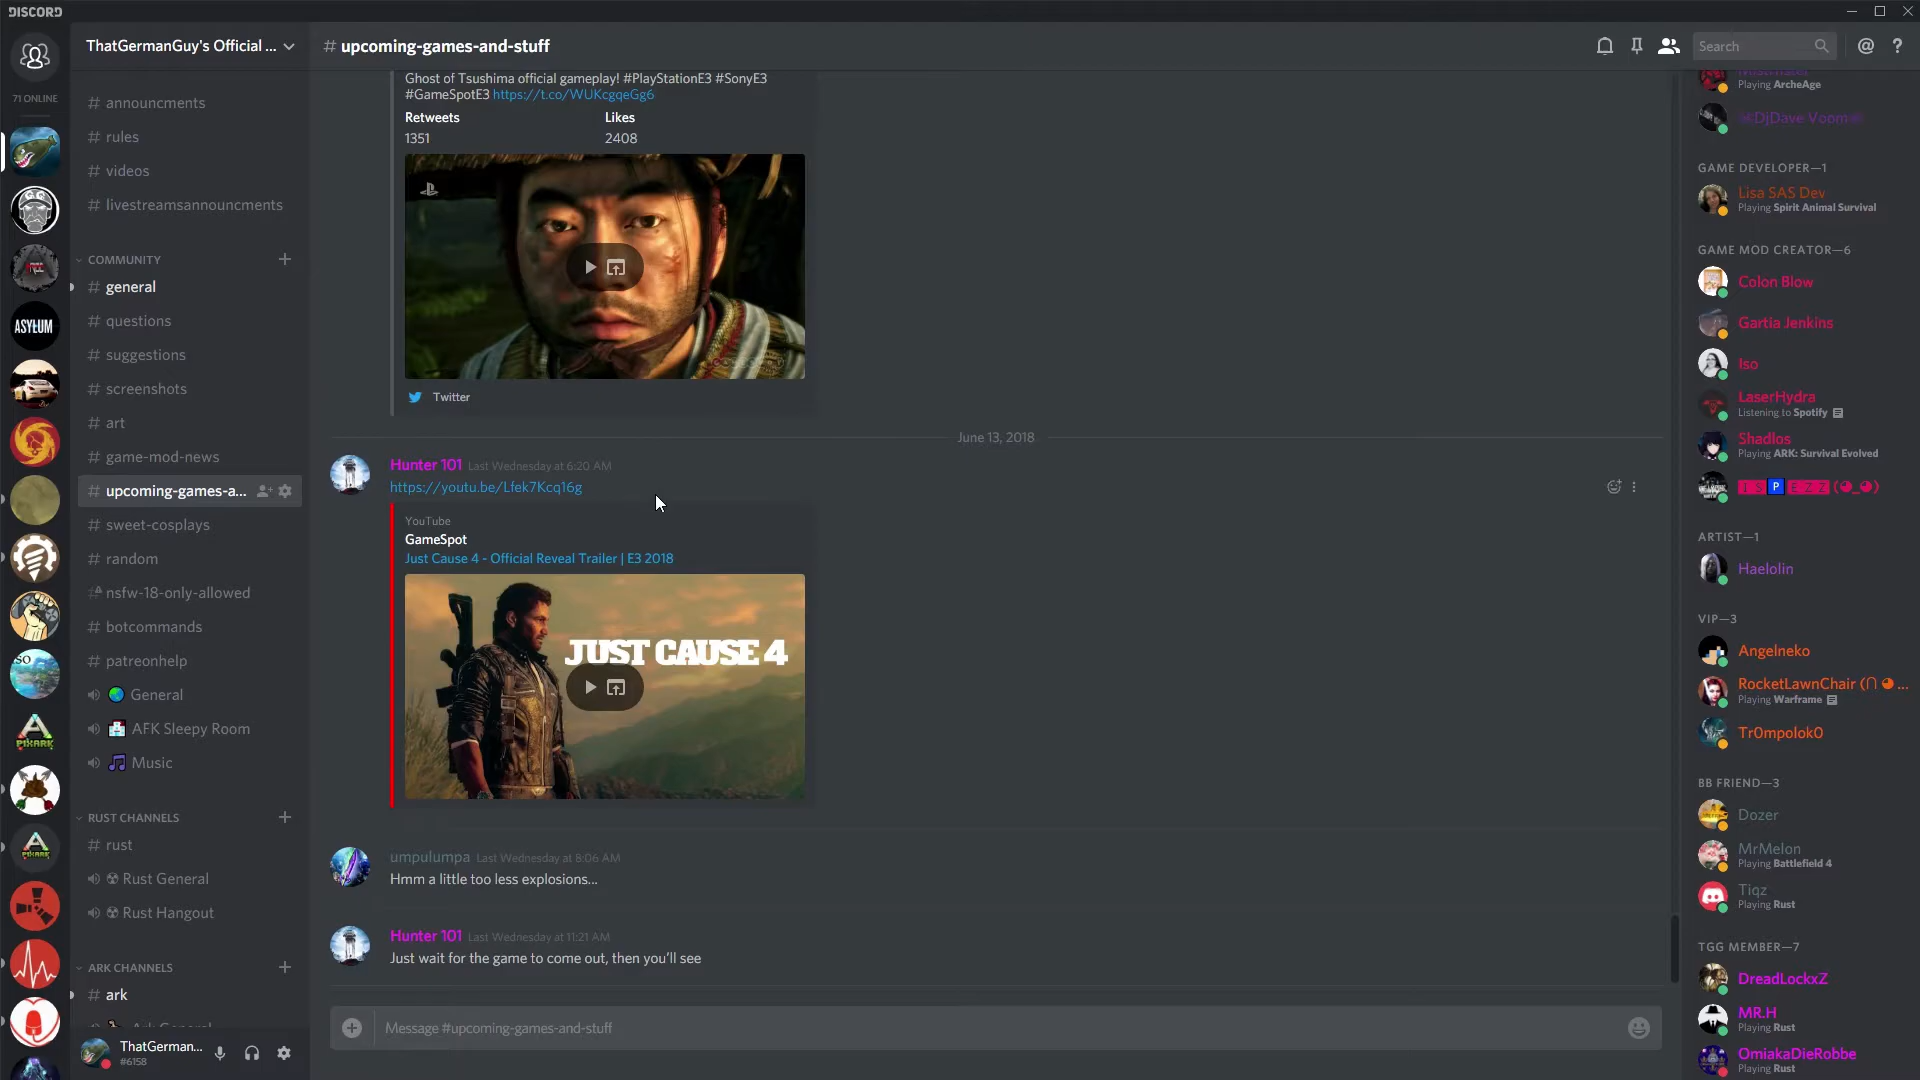 DISCORD
71 ONLINE
ASYLUM
PIXARK
ThatGermanGuy's Official ...
# announcments
# rules
# videos
# livestreamsannouncments
COMMUNITY
# general
# questions
# suggestions
# screenshots
# art
# game-mod-news
# upcoming-games-a...
# sweet-cosplays
# random
nsfw-18-only-allowed
# botcommands
# patreonhelp
General
AFK Sleepy Room
Music
RUST CHANNELS
# rust
☢ Rust General
☢ Rust Hangout
ARK CHANNELS
# ark
Ark General
ThatGerman...
#6158
# upcoming-games-and-stuff
Search
@ ?
Ghost of Tsushima official gameplay! #PlayStationE3 #SonyE3
#GameSpotE3 https://t.co/WUKcgqeGg6
Retweets
Likes
1351
2408
Twitter
June 13, 2018
Hunter 101 Last Wednesday at 6:20 AM
https://youtu.be/Lfek7Kcq16g
YouTube
GameSpot
Just Cause 4 - Official Reveal Trailer | E3 2018
JUST CAUSE 4
umpulumpa Last Wednesday at 8:06 AM
Hmm a little too less explosions...
Hunter 101 Last Wednesday at 11:21 AM
Just wait for the game to come out, then you'll see
Message #upcoming-games-and-stuff
Playing ArcheAge
DjDave Voom
GAME DEVELOPER—1
Lisa SAS Dev
Playing Spirit Animal Survival
GAME MOD CREATOR—6
Colon Blow
Gartia Jenkins
Iso
LaserHydra
Listening to Spotify
Shadlos
Playing ARK: Survival Evolved
I S P E Z Z (◕_◕)
ARTIST—1
Haelolin
VIP—3
Angelneko
RocketLawnChair (∩ ◕ ...
Playing Warframe
Tr0mpolok0
BB FRIEND—3
Dozer
MrMelon
Playing Battlefield 4
Tiqz
Playing Rust
TGG MEMBER—7
DreadLockxZ
MR.H
Playing Rust
OmiakaDieRobbe
Playing Rust